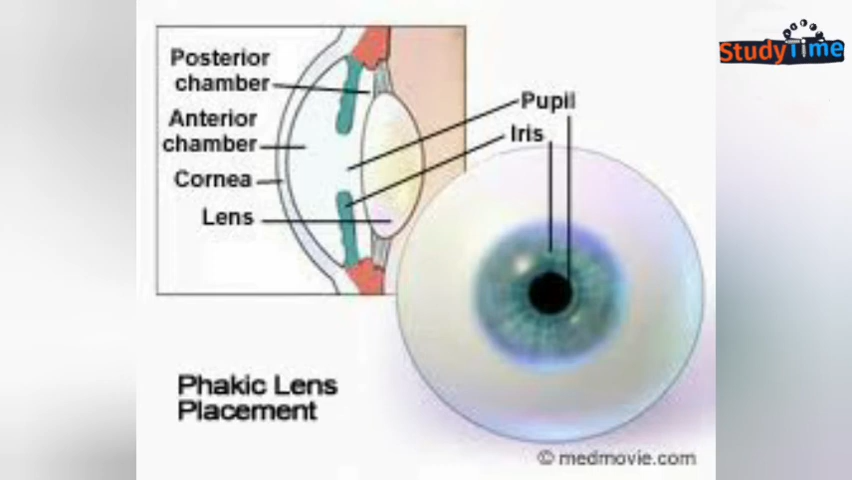 StudyTime
Posterior
chamber
Anterior
chamber
Cornea
Lens
Pupil
Iris
Phakic Lens
Placement
© medmovie.com